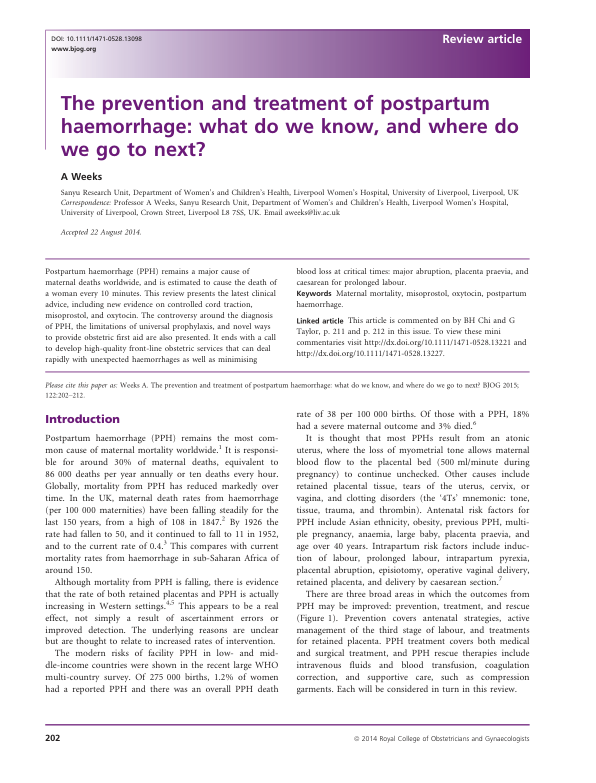 DOI: 10.1111/1471-0528.13098
www.bjog.org
Review article
The prevention and treatment of postpartum
haemorrhage: what do we know, and where do
we go to next?
A Weeks
Sanyu Research Unit, Department of Women's and Children's Health, Liverpool Women's Hospital, University of Liverpool, Liverpool, UK
Correspondence: Professor A Weeks, Sanyu Research Unit, Department of Women's and Children's Health, Liverpool Women's Hospital,
University of Liverpool, Crown Street, Liverpool L8 7SS, UK. Email aweeks@liv.ac.uk
Accepted 22 August 2014.
Postpartum haemorrhage (PPH) remains a major cause of
maternal deaths worldwide, and is estimated to cause the death of
a woman every 10 minutes. This review presents the latest clinical
advice, including new evidence on controlled cord traction,
misoprostol, and oxytocin. The controversy around the diagnosis
of PPH, the limitations of universal prophylaxis, and novel ways
to provide obstetric first aid are also presented. It ends with a call
to develop high-quality front-line obstetric services that can deal
rapidly with unexpected haemorrhages as well as minimising
blood loss at critical times: major abruption, placenta praevia, and
caesarean for prolonged labour.
Keywords Maternal mortality, misoprostol, oxytocin, postpartum
haemorrhage.
Linked article This article is commented on by BH Chi and G
Taylor, p. 211 and p. 212 in this issue. To view these mini
commentaries visit http://dx.doi.org/10.1111/1471-0528.13221 and
http://dx.doi.org/10.1111/1471-0528.13227.
Please cite this paper as: Weeks A. The prevention and treatment of postpartum haemorrhage: what do we know, and where do we go to next? BJOG 2015;
122:202–212.
Introduction
Postpartum haemorrhage (PPH) remains the most com-
mon cause of maternal mortality worldwide.1 It is responsi-
ble for around 30% of maternal deaths, equivalent to
86 000 deaths per year annually or ten deaths every hour.
Globally, mortality from PPH has reduced markedly over
time. In the UK, maternal death rates from haemorrhage
(per 100 000 maternities) have been falling steadily for the
last 150 years, from a high of 108 in 1847.2 By 1926 the
rate had fallen to 50, and it continued to fall to 11 in 1952,
and to the current rate of 0.4.3 This compares with current
mortality rates from haemorrhage in sub-Saharan Africa of
around 150.
Although mortality from PPH is falling, there is evidence
that the rate of both retained placentas and PPH is actually
increasing in Western settings.4,5 This appears to be a real
effect, not simply a result of ascertainment errors or
improved detection. The underlying reasons are unclear
but are thought to relate to increased rates of intervention.
The modern risks of facility PPH in low- and mid-
dle-income countries were shown in the recent large WHO
multi-country survey. Of 275 000 births, 1.2% of women
had a reported PPH and there was an overall PPH death
rate of 38 per 100 000 births. Of those with a PPH, 18%
had a severe maternal outcome and 3% died.6
It is thought that most PPHs result from an atonic
uterus, where the loss of myometrial tone allows maternal
blood flow to the placental bed (500 ml/minute during
pregnancy) to continue unchecked. Other causes include
retained placental tissue, tears of the uterus, cervix, or
vagina, and clotting disorders (the '4Ts' mnemonic: tone,
tissue, trauma, and thrombin). Antenatal risk factors for
PPH include Asian ethnicity, obesity, previous PPH, multi-
ple pregnancy, anaemia, large baby, placenta praevia, and
age over 40 years. Intrapartum risk factors include induc-
tion of labour, prolonged labour, intrapartum pyrexia,
placental abruption, episiotomy, operative vaginal delivery,
retained placenta, and delivery by caesarean section.7
There are three broad areas in which the outcomes from
PPH may be improved: prevention, treatment, and rescue
(Figure 1). Prevention covers antenatal strategies, active
management of the third stage of labour, and treatments
for retained placenta. PPH treatment covers both medical
and surgical treatment, and PPH rescue therapies include
intravenous fluids and blood transfusion, coagulation
correction, and supportive care, such as compression
garments. Each will be considered in turn in this review.
202
© 2014 Royal College of Obstetricians and Gynaecologists